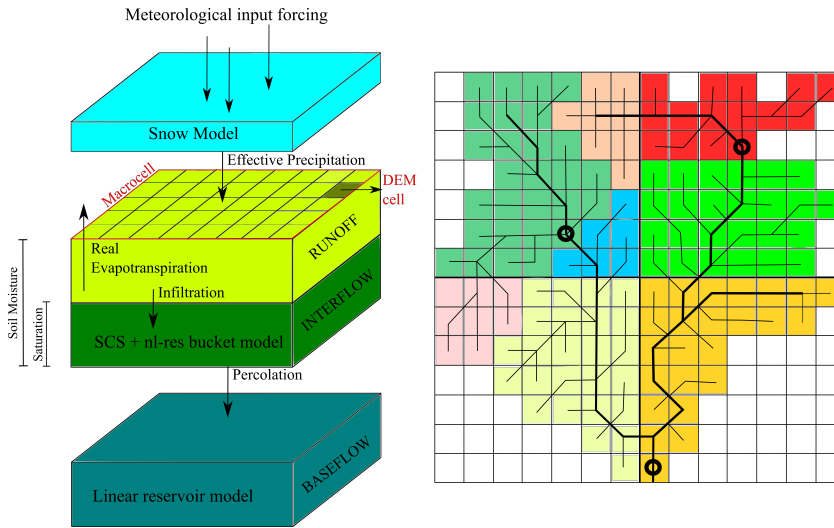 Meteorological input forcing
Snow Model
Effective Precipitation
Macrocell
DEM
cell
RUNOFF
Real
Evapotranspiration
Infiltration
INTERFLOW
Soil Moisture
Saturation
SCS + nl-res bucket model
Percolation
Linear reservoir model
BASEFLOW